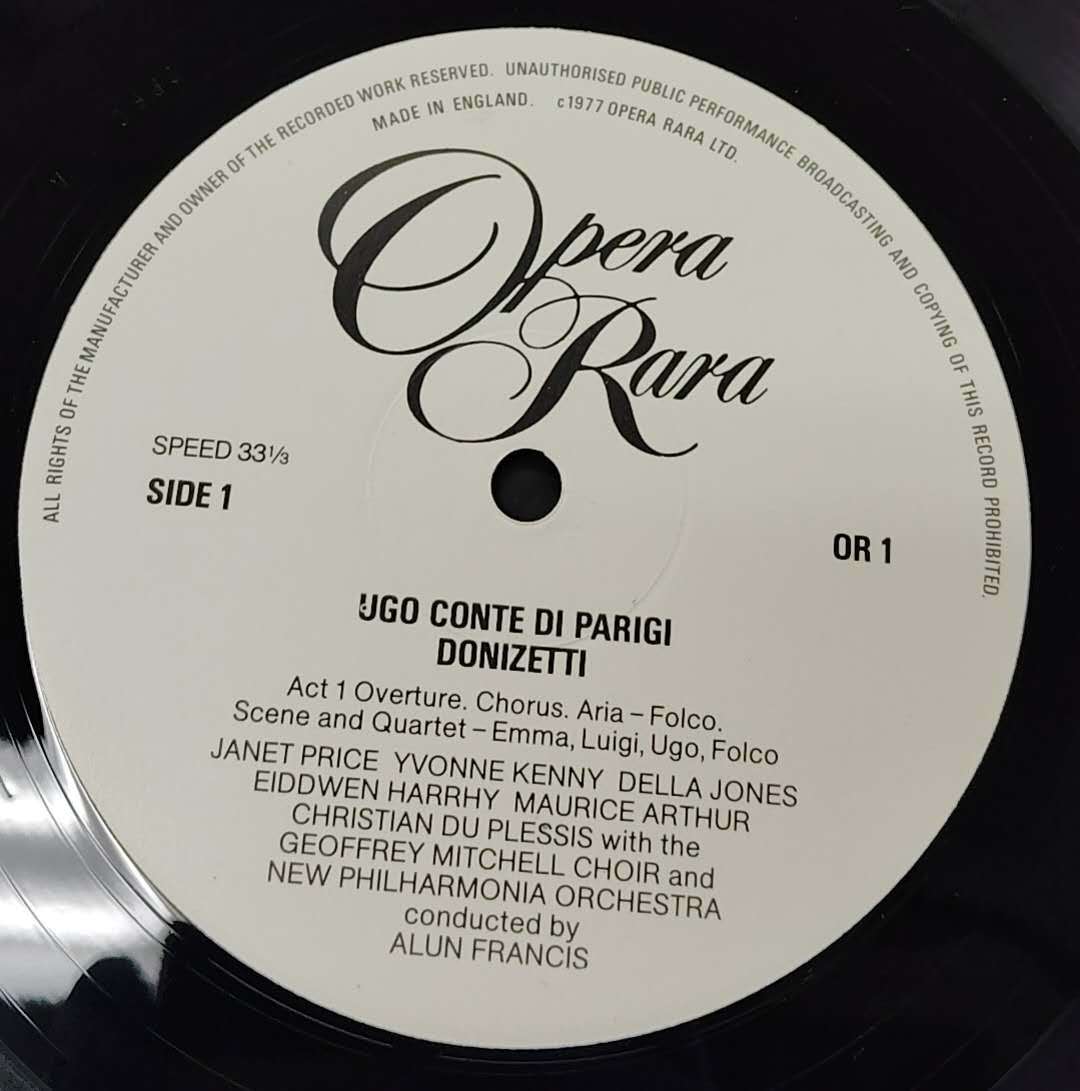 ALL RIGHTS OF THE MANUFACTURER AND OWNER OF THE RECORDED WORK RESERVED. UNAUTHORISED PUBLIC PERFORMANCE BROADCASTING AND COPYING OF THIS RECORD PROHIBITED.
MADE IN ENGLAND. c1977 OPERA RARA LTD.
Opera
Rara
SPEED 33⅓
SIDE 1
OR 1
UGO CONTE DI PARIGI
DONIZETTI
Act 1 Overture. Chorus. Aria – Folco.
Scene and Quartet – Emma, Luigi, Ugo, Folco
JANET PRICE YVONNE KENNY DELLA JONES
EIDDWEN HARRHY MAURICE ARTHUR
CHRISTIAN DU PLESSIS with the
GEOFFREY MITCHELL CHOIR and
NEW PHILHARMONIA ORCHESTRA
conducted by
ALUN FRANCIS